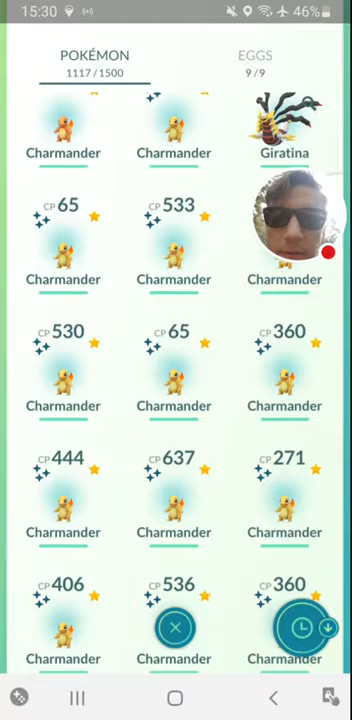 15:30
46%
POKÉMON
EGGS
1117 / 1500
9 / 9
Charmander
Charmander
Giratina
CP 65
CP 533
Charmander
Charmander
Charmander
CP 530
CP 65
CP 360
Charmander
Charmander
Charmander
CP 444
CP 637
CP 271
Charmander
Charmander
Charmander
CP 406
CP 536
CP 360
Charmander
Charmander
Charmander